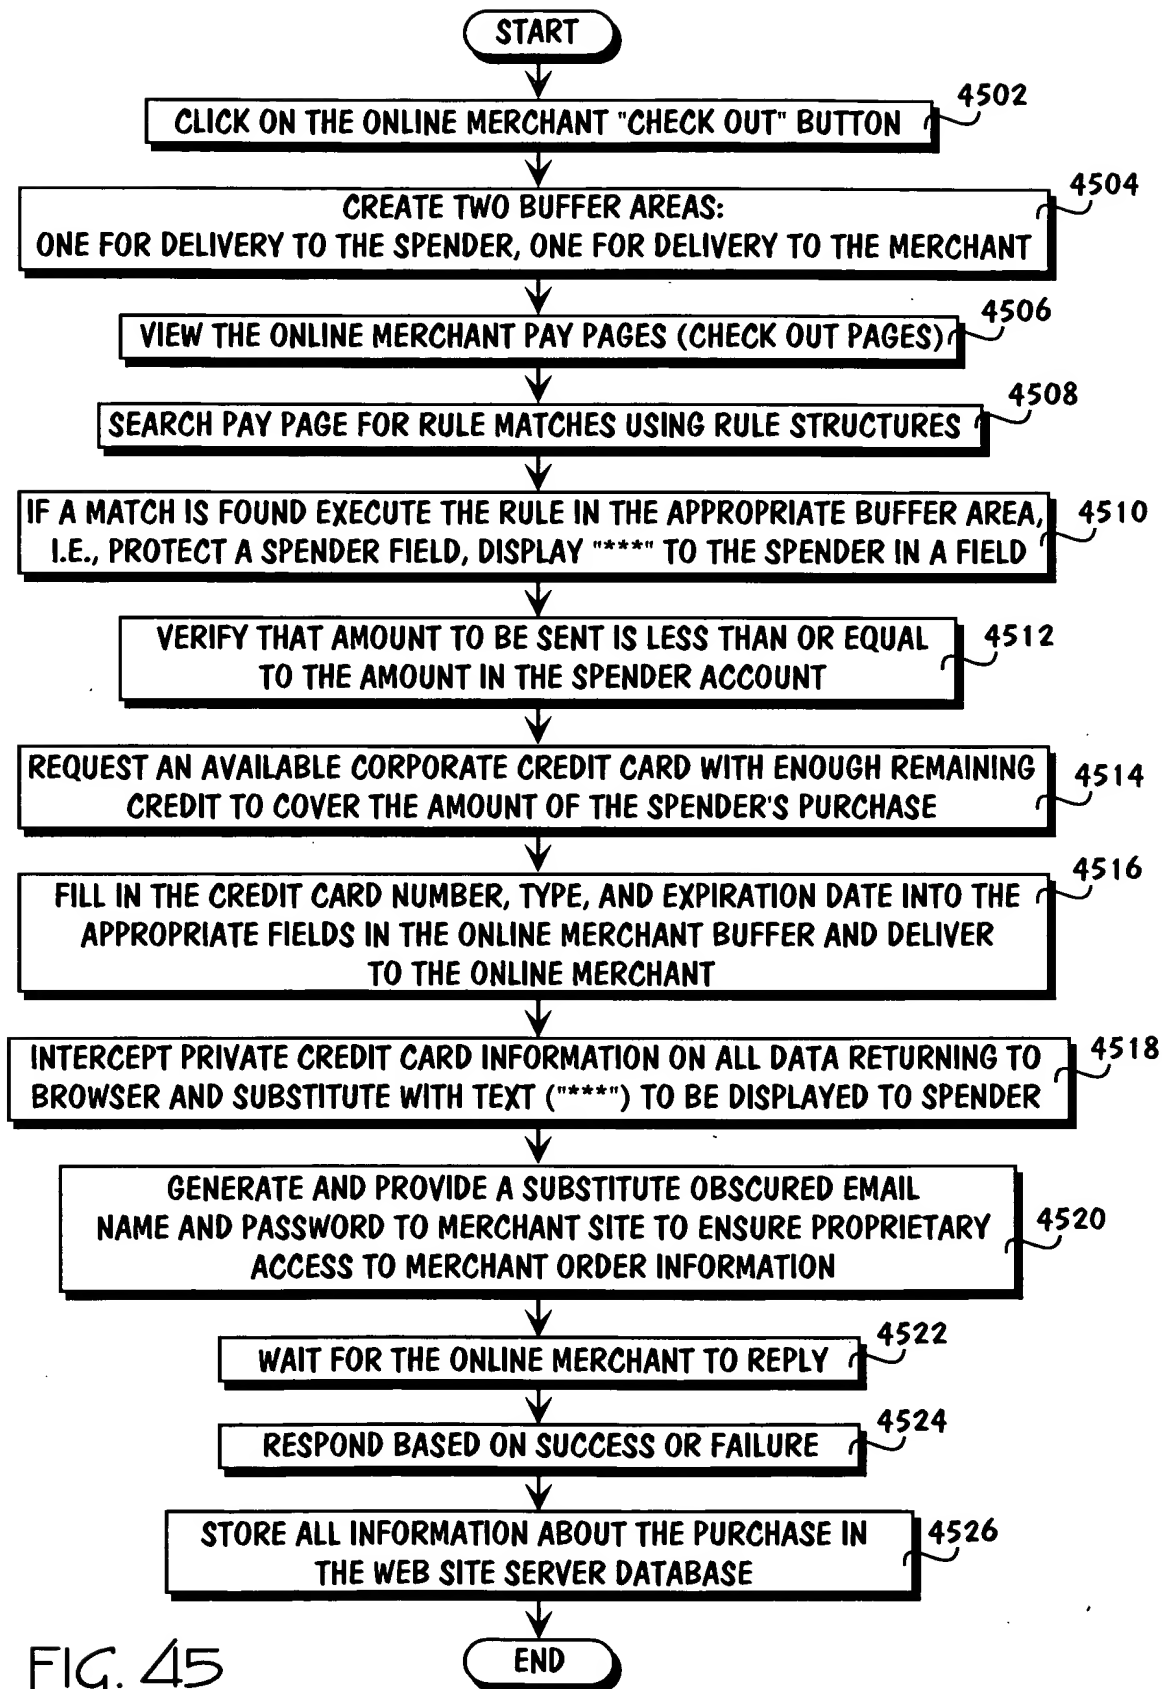 START
CLICK ON THE ONLINE MERCHANT "CHECK OUT" BUTTON
4502
CREATE TWO BUFFER AREAS:
ONE FOR DELIVERY TO THE SPENDER, ONE FOR DELIVERY TO THE MERCHANT
4504
VIEW THE ONLINE MERCHANT PAY PAGES (CHECK OUT PAGES)
4506
SEARCH PAY PAGE FOR RULE MATCHES USING RULE STRUCTURES
4508
IF A MATCH IS FOUND EXECUTE THE RULE IN THE APPROPRIATE BUFFER AREA,
I.E., PROTECT A SPENDER FIELD, DISPLAY "***" TO THE SPENDER IN A FIELD
4510
VERIFY THAT AMOUNT TO BE SENT IS LESS THAN OR EQUAL
TO THE AMOUNT IN THE SPENDER ACCOUNT
4512
REQUEST AN AVAILABLE CORPORATE CREDIT CARD WITH ENOUGH REMAINING
CREDIT TO COVER THE AMOUNT OF THE SPENDER'S PURCHASE
4514
FILL IN THE CREDIT CARD NUMBER, TYPE, AND EXPIRATION DATE INTO THE
APPROPRIATE FIELDS IN THE ONLINE MERCHANT BUFFER AND DELIVER
TO THE ONLINE MERCHANT
4516
INTERCEPT PRIVATE CREDIT CARD INFORMATION ON ALL DATA RETURNING TO
BROWSER AND SUBSTITUTE WITH TEXT ("***") TO BE DISPLAYED TO SPENDER
4518
GENERATE AND PROVIDE A SUBSTITUTE OBSCURED EMAIL
NAME AND PASSWORD TO MERCHANT SITE TO ENSURE PROPRIETARY
ACCESS TO MERCHANT ORDER INFORMATION
4520
WAIT FOR THE ONLINE MERCHANT TO REPLY
4522
RESPOND BASED ON SUCCESS OR FAILURE
4524
STORE ALL INFORMATION ABOUT THE PURCHASE IN
THE WEB SITE SERVER DATABASE
4526
END
FIG. 45